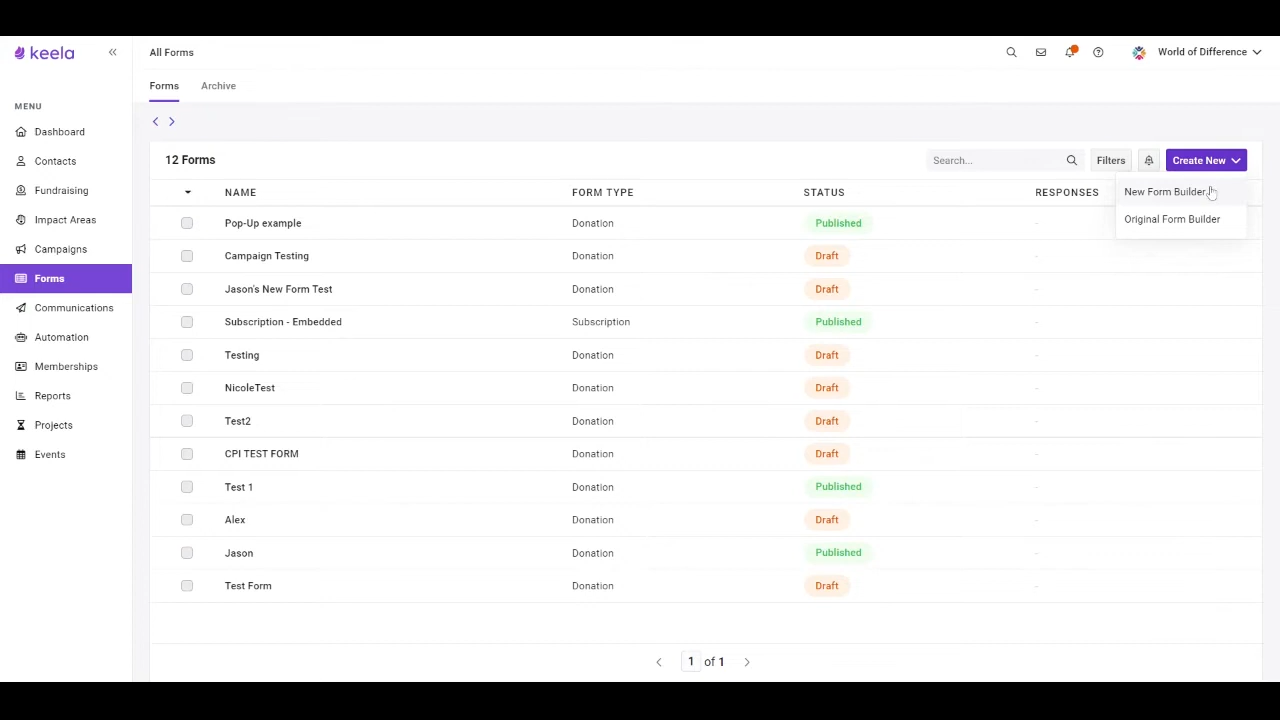 keela
All Forms
World of Difference
Forms
Archive
MENU
Dashboard
Contacts
Fundraising
Impact Areas
Campaigns
Forms
Communications
Automation
Memberships
Reports
Projects
Events
12 Forms
Search...
Filters
Create New
New Form Builder
Original Form Builder
NAME FORM TYPE STATUS RESPONSES
Pop-Up example Donation Published -
Campaign Testing Donation Draft -
Jason's New Form Test Donation Draft -
Subscription - Embedded Subscription Published -
Testing Donation Draft -
NicoleTest Donation Draft -
Test2 Donation Draft -
CPI TEST FORM Donation Draft -
Test 1 Donation Published -
Alex Donation Draft -
Jason Donation Published -
Test Form Donation Draft -
1 of 1